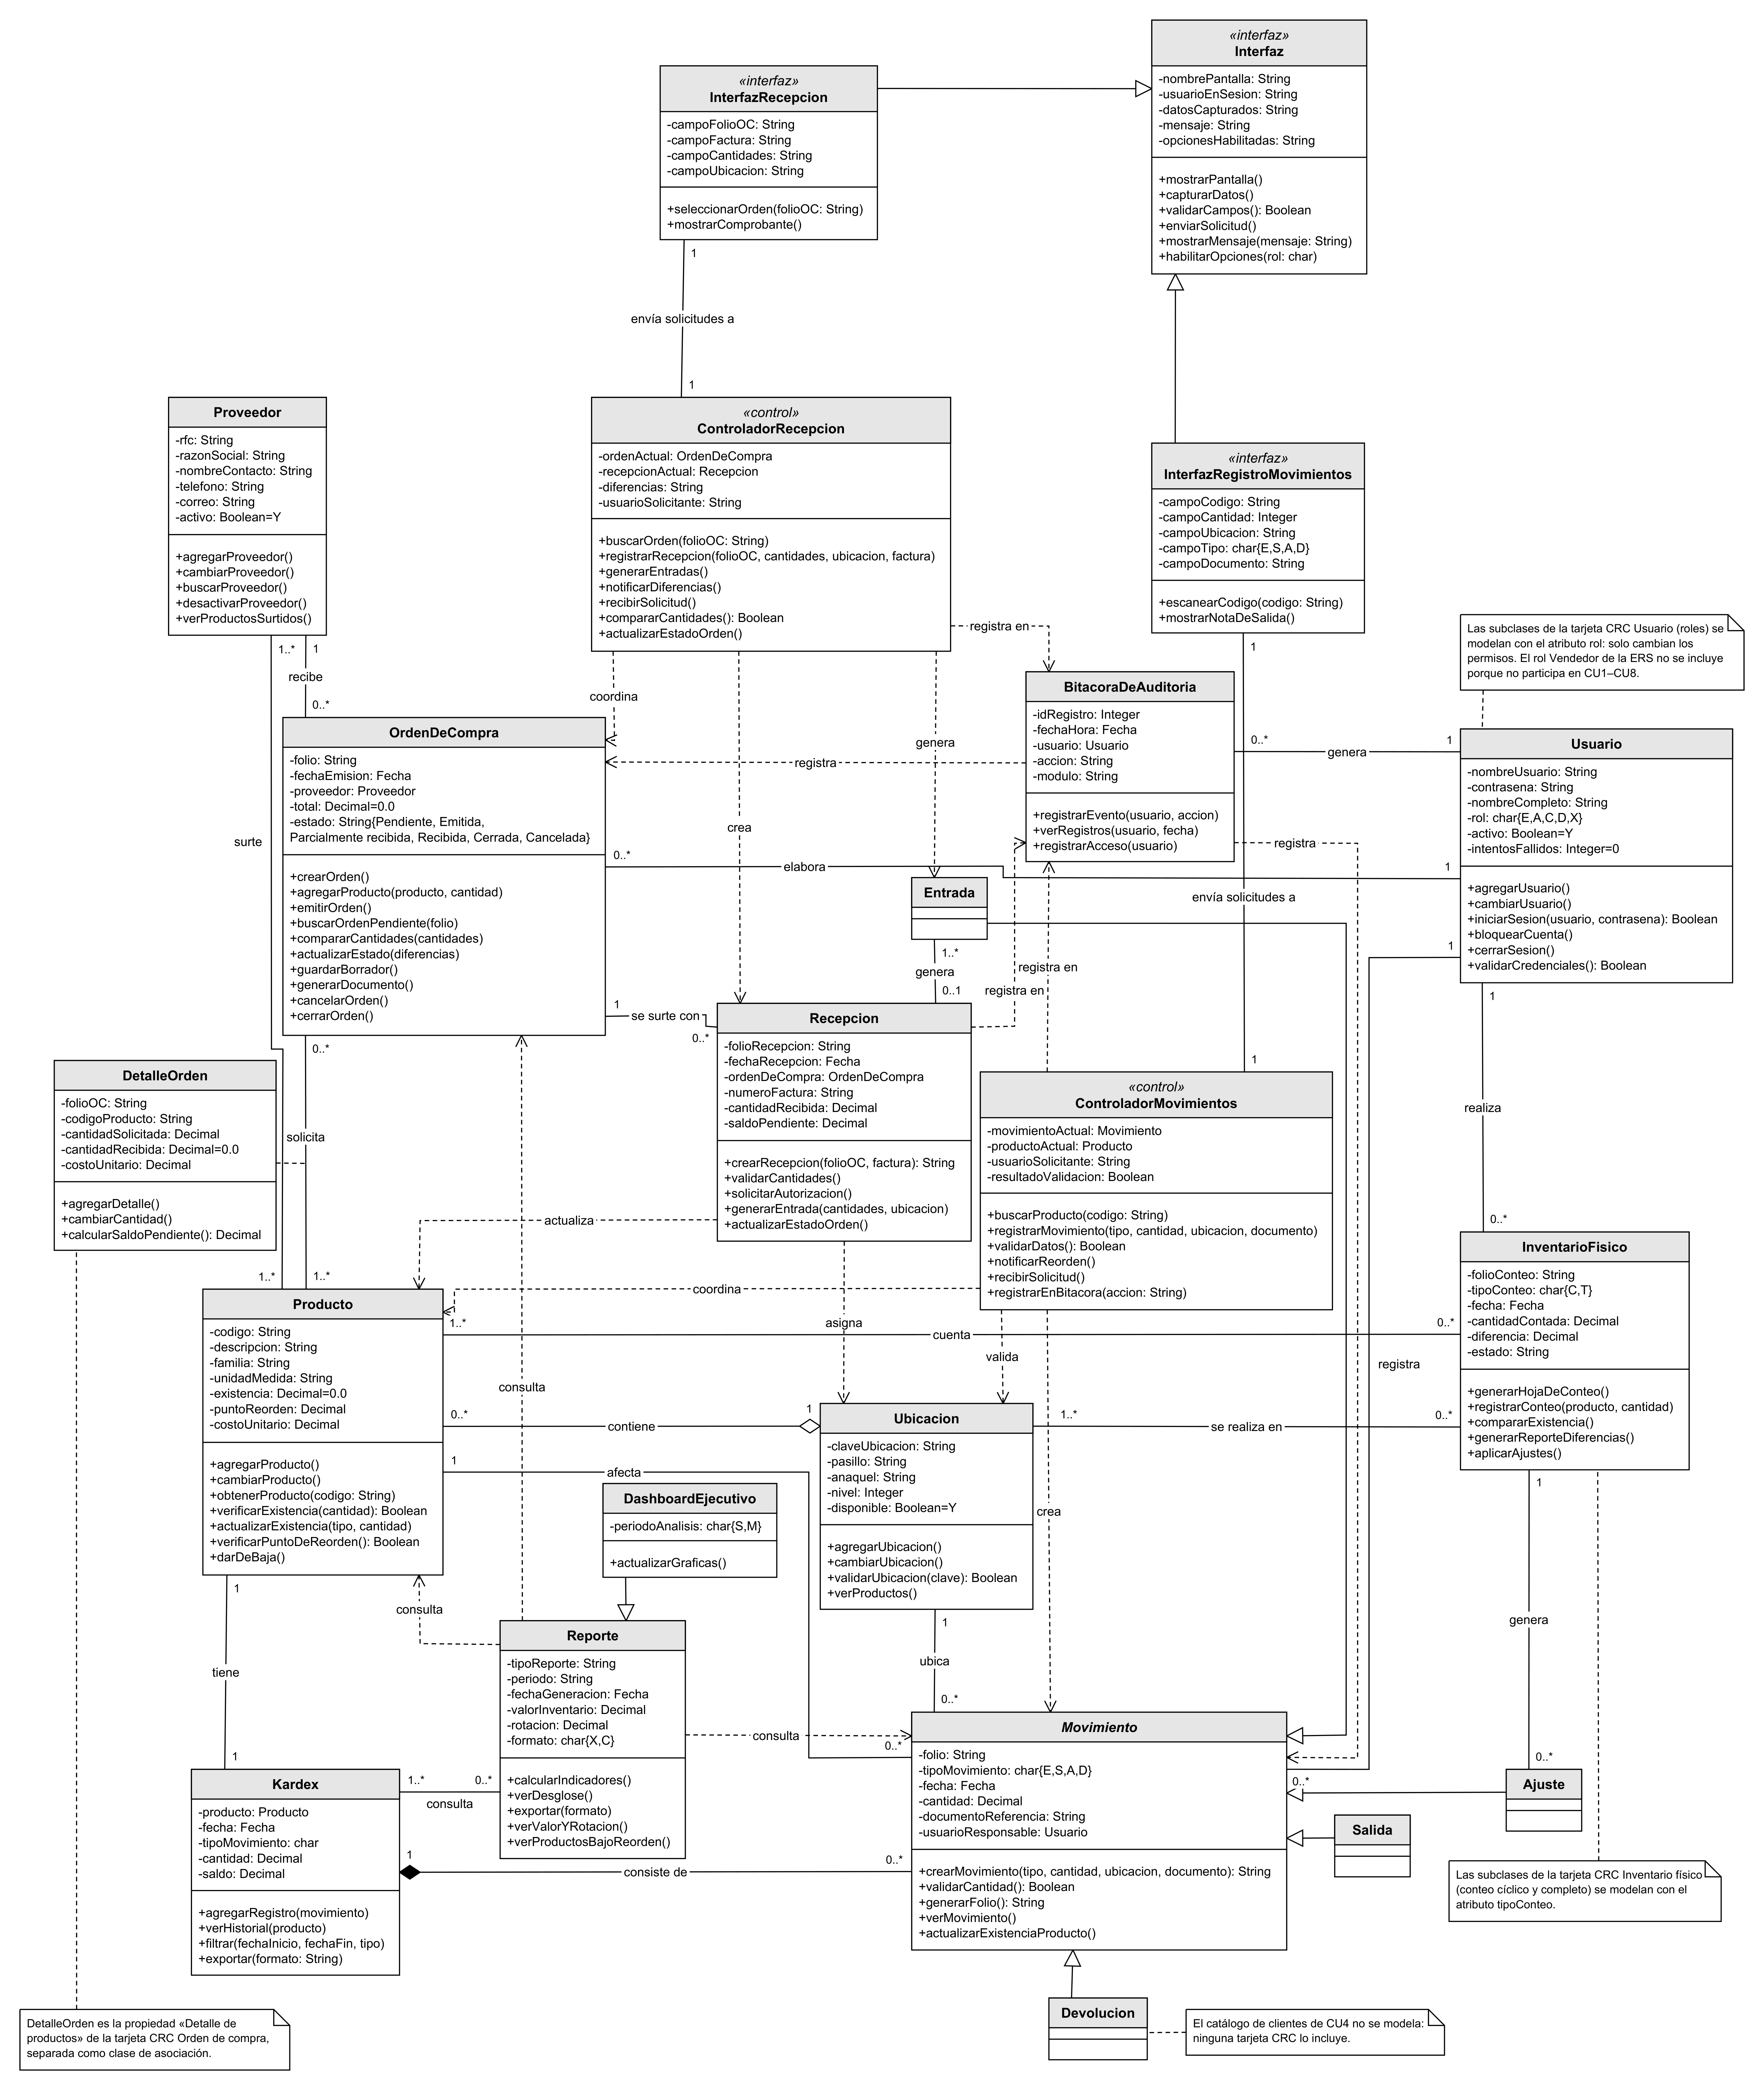 «interfaz»
Interfaz
-nombrePantalla: String
-usuarioEnSesion: String
-datosCapturados: String
-mensaje: String
-opcionesHabilitadas: String
+mostrarPantalla()
+capturarDatos()
+validarCampos(): Boolean
+enviarSolicitud()
+mostrarMensaje(mensaje: String)
+habilitarOpciones(rol: char)
«interfaz»
InterfazRecepcion
-campoFolioOC: String
-campoFactura: String
-campoCantidades: String
-campoUbicacion: String
+seleccionarOrden(folioOC: String)
+mostrarComprobante()
1
envía solicitudes a
1
Proveedor
-rfc: String
-razonSocial: String
-nombreContacto: String
-telefono: String
-correo: String
-activo: Boolean=Y
+agregarProveedor()
+cambiarProveedor()
+buscarProveedor()
+desactivarProveedor()
+verProductosSurtidos()
«control»
ControladorRecepcion
-ordenActual: OrdenDeCompra
-recepcionActual: Recepcion
-diferencias: String
-usuarioSolicitante: String
+buscarOrden(folioOC: String)
+registrarRecepcion(folioOC, cantidades, ubicacion, factura)
+generarEntradas()
+notificarDiferencias()
+recibirSolicitud()
+compararCantidades(): Boolean
+actualizarEstadoOrden()
«interfaz»
InterfazRegistroMovimientos
-campoCodigo: String
-campoCantidad: Integer
-campoUbicacion: String
-campoTipo: char{E,S,A,D}
-campoDocumento: String
+escanearCodigo(codigo: String)
+mostrarNotaDeSalida()
1
registra en
Las subclases de la tarjeta CRC Usuario (roles) se
modelan con el atributo rol: solo cambian los
permisos. El rol Vendedor de la ERS no se incluye
porque no participa en CU1–CU8.
1..*
1
recibe
0..*
coordina
genera
BitacoraDeAuditoria
-idRegistro: Integer
-fechaHora: Fecha
-usuario: Usuario
-accion: String
-modulo: String
+registrarEvento(usuario, accion)
+verRegistros(usuario, fecha)
+registrarAcceso(usuario)
0..*
genera
1
Usuario
-nombreUsuario: String
-contrasena: String
-nombreCompleto: String
-rol: char{E,A,C,D,X}
-activo: Boolean=Y
-intentosFallidos: Integer=0
+agregarUsuario()
+cambiarUsuario()
+iniciarSesion(usuario, contrasena): Boolean
+bloquearCuenta()
+cerrarSesion()
+validarCredenciales(): Boolean
OrdenDeCompra
-folio: String
-fechaEmision: Fecha
-proveedor: Proveedor
-total: Decimal=0.0
-estado: String{Pendiente, Emitida,
Parcialmente recibida, Recibida, Cerrada, Cancelada}
+crearOrden()
+agregarProducto(producto, cantidad)
+emitirOrden()
+buscarOrdenPendiente(folio)
+compararCantidades(cantidades)
+actualizarEstado(diferencias)
+guardarBorrador()
+generarDocumento()
+cancelarOrden()
+cerrarOrden()
registra
surte
crea
0..*
elabora
1
registra
Entrada
envía solicitudes a
1
1..*
genera
0..1
registra en
registra en
1
se surte con
0..*
Recepcion
-folioRecepcion: String
-fechaRecepcion: Fecha
-ordenDeCompra: OrdenDeCompra
-numeroFactura: String
-cantidadRecibida: Decimal
-saldoPendiente: Decimal
+crearRecepcion(folioOC, factura): String
+validarCantidades()
+solicitarAutorizacion()
+generarEntrada(cantidades, ubicacion)
+actualizarEstadoOrden()
1
«control»
ControladorMovimientos
-movimientoActual: Movimiento
-productoActual: Producto
-usuarioSolicitante: String
-resultadoValidacion: Boolean
+buscarProducto(codigo: String)
+registrarMovimiento(tipo, cantidad, ubicacion, documento)
+validarDatos(): Boolean
+notificarReorden()
+recibirSolicitud()
+registrarEnBitacora(accion: String)
1
realiza
0..*
DetalleOrden
-folioOC: String
-codigoProducto: String
-cantidadSolicitada: Decimal
-cantidadRecibida: Decimal=0.0
-costoUnitario: Decimal
+agregarDetalle()
+cambiarCantidad()
+calcularSaldoPendiente(): Decimal
0..*
solicita
1..*
1..*
actualiza
coordina
Producto
-codigo: String
-descripcion: String
-familia: String
-unidadMedida: String
-existencia: Decimal=0.0
-puntoReorden: Decimal
-costoUnitario: Decimal
+agregarProducto()
+cambiarProducto()
+obtenerProducto(codigo: String)
+verificarExistencia(cantidad): Boolean
+actualizarExistencia(tipo, cantidad)
+verificarPuntoDeReorden(): Boolean
+darDeBaja()
1..*
asigna
cuenta
0..*
valida
registra
InventarioFisico
-folioConteo: String
-tipoConteo: char{C,T}
-fecha: Fecha
-cantidadContada: Decimal
-diferencia: Decimal
-estado: String
+generarHojaDeConteo()
+registrarConteo(producto, cantidad)
+compararExistencia()
+generarReporteDiferencias()
+aplicarAjustes()
consulta
0..*
contiene
1
Ubicacion
-claveUbicacion: String
-pasillo: String
-anaquel: String
-nivel: Integer
-disponible: Boolean=Y
+agregarUbicacion()
+cambiarUbicacion()
+validarUbicacion(clave): Boolean
+verProductos()
1..*
se realiza en
0..*
1
afecta
crea
1
DashboardEjecutivo
-periodoAnalisis: char{S,M}
+actualizarGraficas()
1
consulta
1
ubica
0..*
genera
0..*
tiene
1
Reporte
-tipoReporte: String
-periodo: String
-fechaGeneracion: Fecha
-valorInventario: Decimal
-rotacion: Decimal
-formato: char{X,C}
+calcularIndicadores()
+verDesglose()
+exportar(formato)
+verValorYRotacion()
+verProductosBajoReorden()
consulta
0..*
Movimiento
-folio: String
-tipoMovimiento: char{E,S,A,D}
-fecha: Fecha
-cantidad: Decimal
-documentoReferencia: String
-usuarioResponsable: Usuario
+crearMovimiento(tipo, cantidad, ubicacion, documento): String
+validarCantidad(): Boolean
+generarFolio(): String
+verMovimiento()
+actualizarExistenciaProducto()
0..*
Ajuste
Salida
Kardex
-producto: Producto
-fecha: Fecha
-tipoMovimiento: char
-cantidad: Decimal
-saldo: Decimal
+agregarRegistro(movimiento)
+verHistorial(producto)
+filtrar(fechaInicio, fechaFin, tipo)
+exportar(formato: String)
1..*
consulta
0..*
1
consiste de
0..*
Las subclases de la tarjeta CRC Inventario físico
(conteo cíclico y completo) se modelan con el
atributo tipoConteo.
DetalleOrden es la propiedad «Detalle de
productos» de la tarjeta CRC Orden de compra,
separada como clase de asociación.
Devolucion
El catálogo de clientes de CU4 no se modela:
ninguna tarjeta CRC lo incluye.